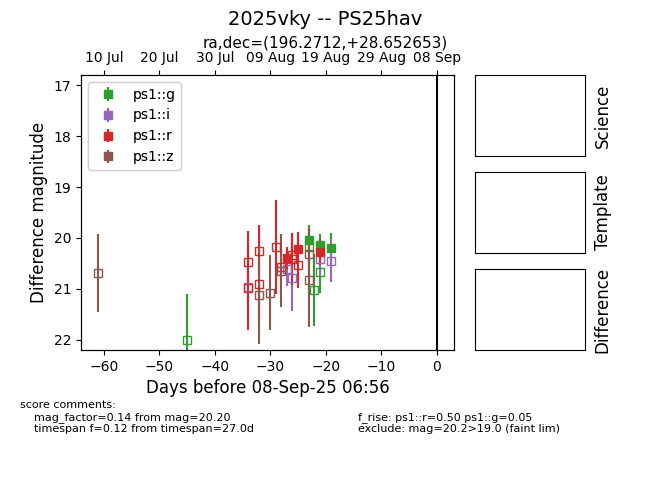 2025vky -- PS25hav
ra,dec=(196.2712,+28.652653)
10 Jul 20 Jul 30 Jul 09 Aug 19 Aug 29 Aug 08 Sep
ps1::g
ps1::i
ps1::r
ps1::z
17
18
19
20
21
22
Difference magnitude
−60 −50 −40 −30 −20 −10 0
Days before 08-Sep-25 06:56
Science
Template
Difference
score comments:
mag_factor=0.14 from mag=20.20
timespan f=0.12 from timespan=27.0d
f_rise: ps1::r=0.50 ps1::g=0.05
exclude: mag=20.2>19.0 (faint lim)